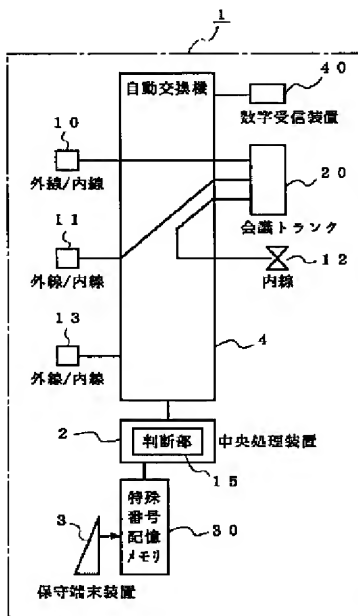 1
自動交換機
40
数字受信装置
10
外線/内線
20
会議トランク
11
外線/内線
12
内線
13
外線/内線
4
2
判断部
中央処理装置
15
特殊
番号
記憶
メモリ
30
3
保守端末装置